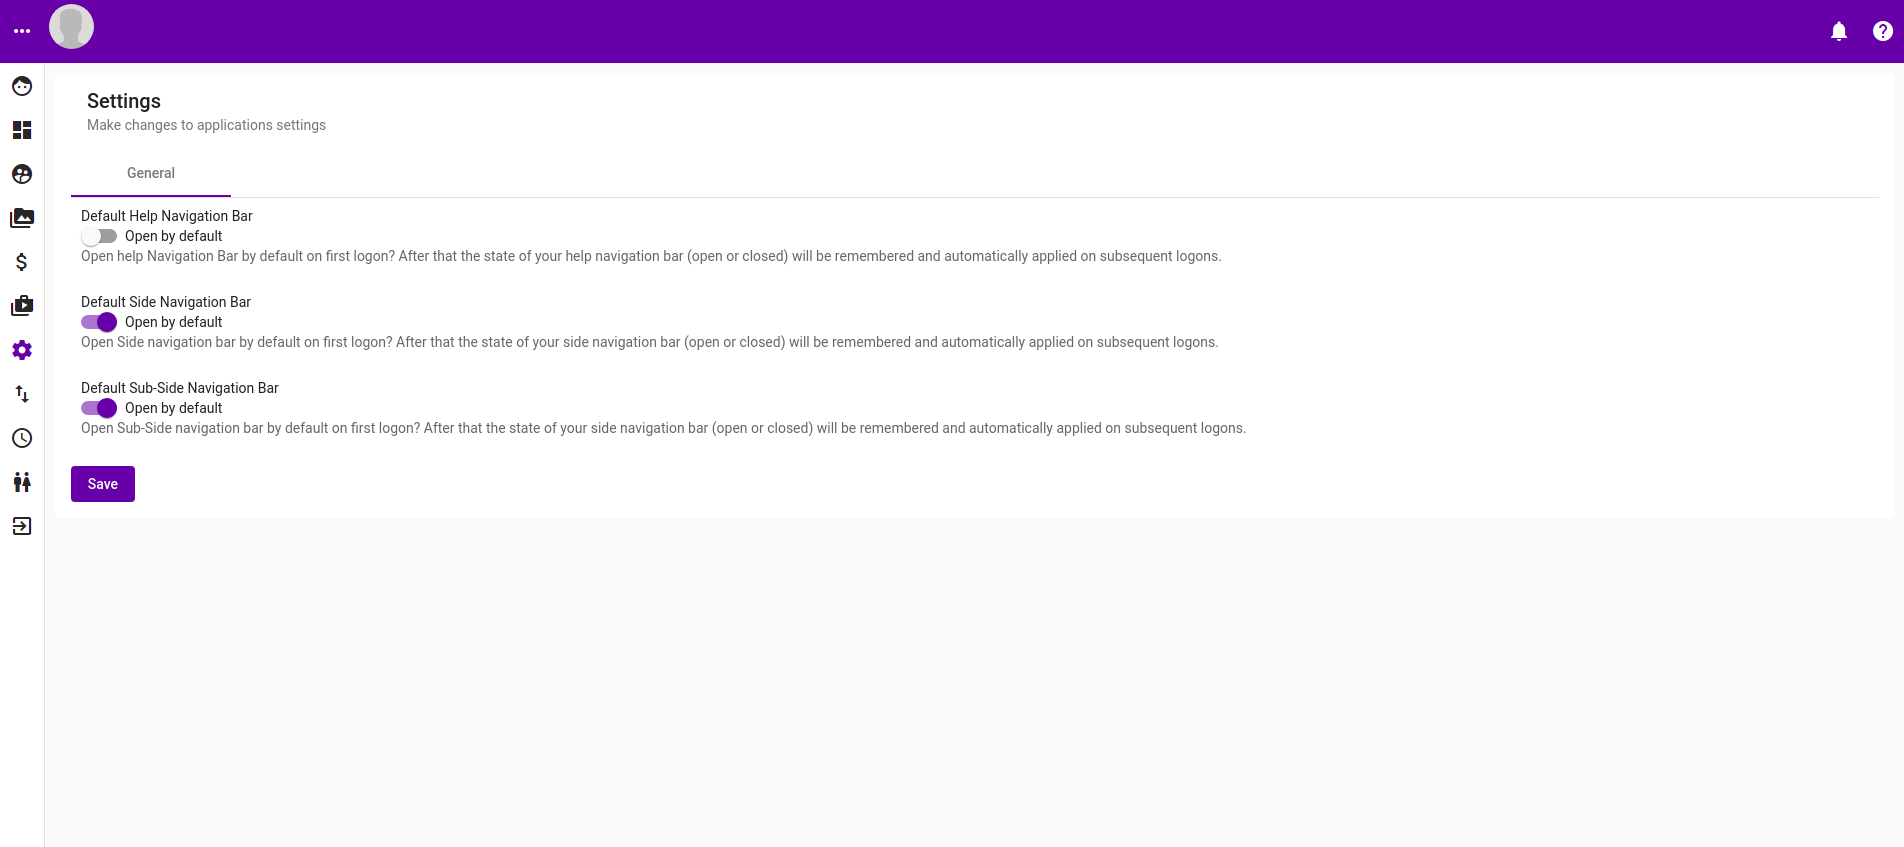 Settings
Make changes to applications settings
General
Default Help Navigation Bar
Open by default
Open help Navigation Bar by default on first logon? After that the state of your help navigation bar (open or closed) will be remembered and automatically applied on subsequent logons.
Default Side Navigation Bar
Open by default
Open Side navigation bar by default on first logon? After that the state of your side navigation bar (open or closed) will be remembered and automatically applied on subsequent logons.
Default Sub-Side Navigation Bar
Open by default
Open Sub-Side navigation bar by default on first logon? After that the state of your side navigation bar (open or closed) will be remembered and automatically applied on subsequent logons.
Save